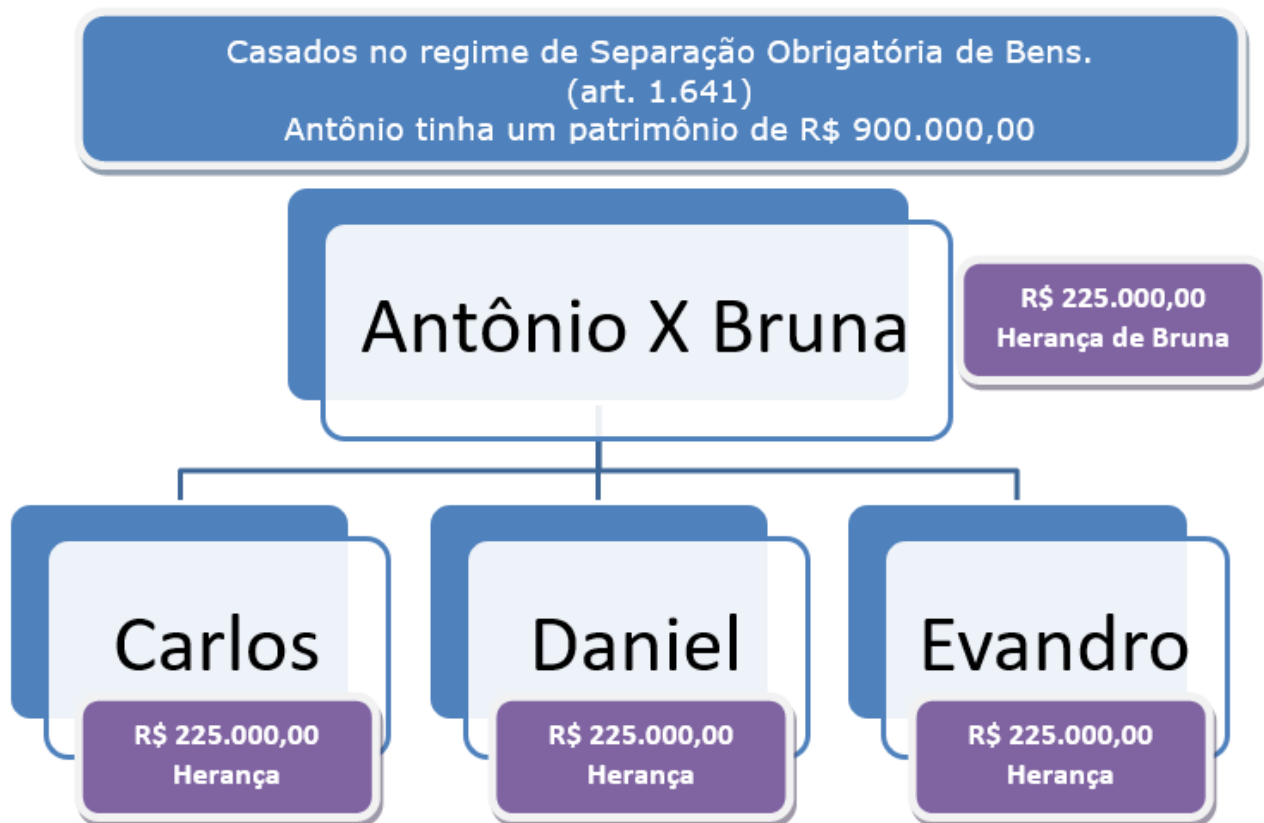 Casados no regime de Separação Obrigatória de Bens.
(art. 1.641)
Antônio tinha um patrimônio de R$ 900.000,00
Antônio X Bruna
R$ 225.000,00
Herança de Bruna
Carlos
R$ 225.000,00
Herança
Daniel
R$ 225.000,00
Herança
Evandro
R$ 225.000,00
Herança